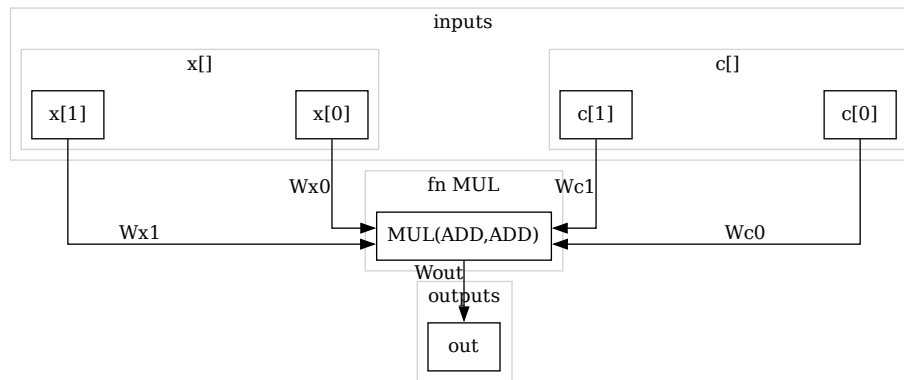 inputs
x[]
c[]
x[1]
x[0]
c[1]
c[0]
Wx0
fn MUL
Wc1
Wx1
MUL(ADD,ADD)
Wc0
Wout
outputs
out